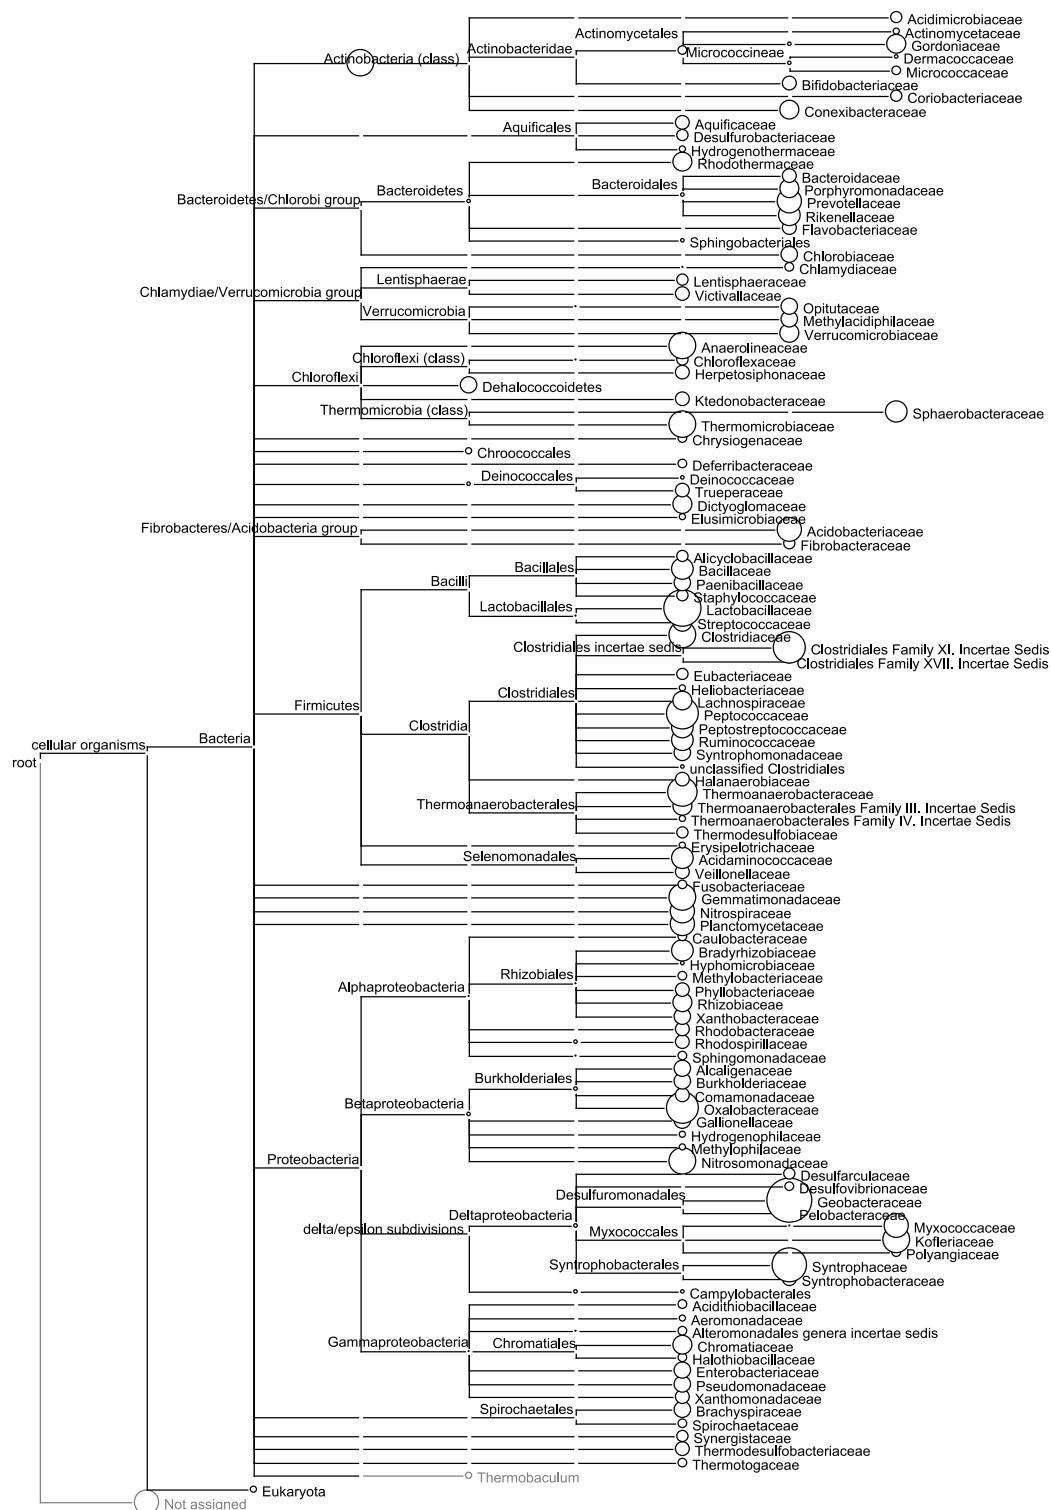 Acidimicrobiaceae
Actinomycetales
Actinomycetaceae
Gordoniaceae
Actinobacteridae
Micrococcineae
Dermacoccaceae
Actinobacteria (class)
Micrococcaceae
Bifidobacteriaceae
Coriobacteriaceae
Conexibacteraceae
Aquificaceae
Aquificales
Desulfurobacteriaceae
Hydrogenothermaceae
Rhodothermaceae
Bacteroidaceae
Bacteroidales
Bacteroidetes
Porphyromonadaceae
Bacteroidetes/Chlorobi group
Prevotellaceae
Rikenellaceae
Flavobacteriaceae
Sphingobacteriales
Chlorobiaceae
Chlamydiaceae
Lentisphaerae
Lentisphaeraceae
Chlamydiae/Verrucomicrobia group
Victivallaceae
Opitutaceae
Verrucomicrobia
Methylacidiphilaceae
Verrucomicrobiaceae
Anaerolineaceae
Chloroflexi (class)
Chloroflexaceae
Herpetosiphonaceae
Chloroflexi
Dehalococcoidetes
Ktedonobacteraceae
Thermomicrobia (class)
Sphaerobacteraceae
Thermomicrobiaceae
Chrysiogenaceae
Chroococcales
Deferribacteraceae
Deinococcales
Deinococcaceae
Trueperaceae
Dictyoglomaceae
Elusimicrobiaceae
Fibrobacteres/Acidobacteria group
Acidobacteriaceae
Fibrobacteraceae
Alicyclobacillaceae
Bacillales
Bacillaceae
Bacilli
Paenibacillaceae
Staphylococcaceae
Lactobacillales
Lactobacillaceae
Streptococcaceae
Clostridiaceae
Clostridiales incertae sedis
Clostridiales Family XI. Incertae Sedis
Clostridiales Family XVII. Incertae Sedis
Eubacteriaceae
Clostridiales
Heliobacteriaceae
Lachnospiraceae
Firmicutes
Peptococcaceae
Clostridia
Peptostreptococcaceae
Ruminococcaceae
Bacteria
cellular organisms
Syntrophomonadaceae
root
unclassified Clostridiales
Halanaerobiaceae
Thermoanaerobacteraceae
Thermoanaerobacterales
Thermoanaerobacterales Family III. Incertae Sedis
Thermoanaerobacterales Family IV. Incertae Sedis
Thermodesulfobiaceae
Erysipelotrichaceae
Selenomonadales
Acidaminococcaceae
Veillonellaceae
Fusobacteriaceae
Gemmatimonadaceae
Nitrospiraceae
Planctomycetaceae
Caulobacteraceae
Bradyrhizobiaceae
Hyphomicrobiaceae
Rhizobiales
Methylobacteriaceae
Alphaproteobacteria
Phyllobacteriaceae
Rhizobiaceae
Xanthobacteraceae
Rhodobacteraceae
Rhodospirillaceae
Sphingomonadaceae
Alcaligenaceae
Burkholderiales
Burkholderiaceae
Comamonadaceae
Betaproteobacteria
Oxalobacteraceae
Gallionellaceae
Hydrogenophilaceae
Methylophilaceae
Proteobacteria
Nitrosomonadaceae
Desulfarculaceae
Desulfovibrionaceae
Desulfuromonadales
Geobacteraceae
Deltaproteobacteria
Pelobacteraceae
delta/epsilon subdivisions
Myxococcales
Myxococcaceae
Kofleriaceae
Polyangiaceae
Syntrophobacterales
Syntrophaceae
Syntrophobacteraceae
Campylobacterales
Acidithiobacillaceae
Aeromonadaceae
Alteromonadales genera incertae sedis
Gammaproteobacteria
Chromatiales
Chromatiaceae
Halothiobacillaceae
Enterobacteriaceae
Pseudomonadaceae
Xanthomonadaceae
Spirochaetales
Brachyspiraceae
Spirochaetaceae
Synergistaceae
Thermodesulfobacteriaceae
Thermotogaceae
Thermobaculum
Eukaryota
Not assigned